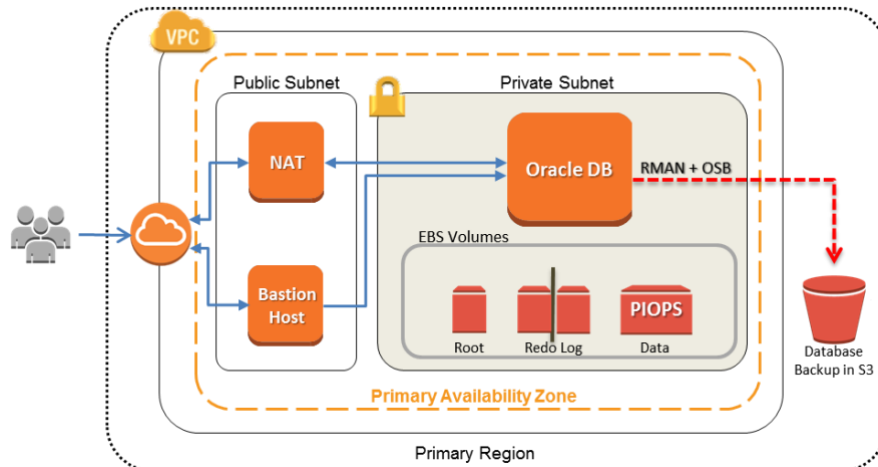 VPC
Public Subnet
Private Subnet
NAT
Oracle DB
RMAN + OSB
EBS Volumes
Bastion
Host
PIOPS
Root
Redo Log
Data
Database
Backup in S3
Primary Availability Zone
Primary Region